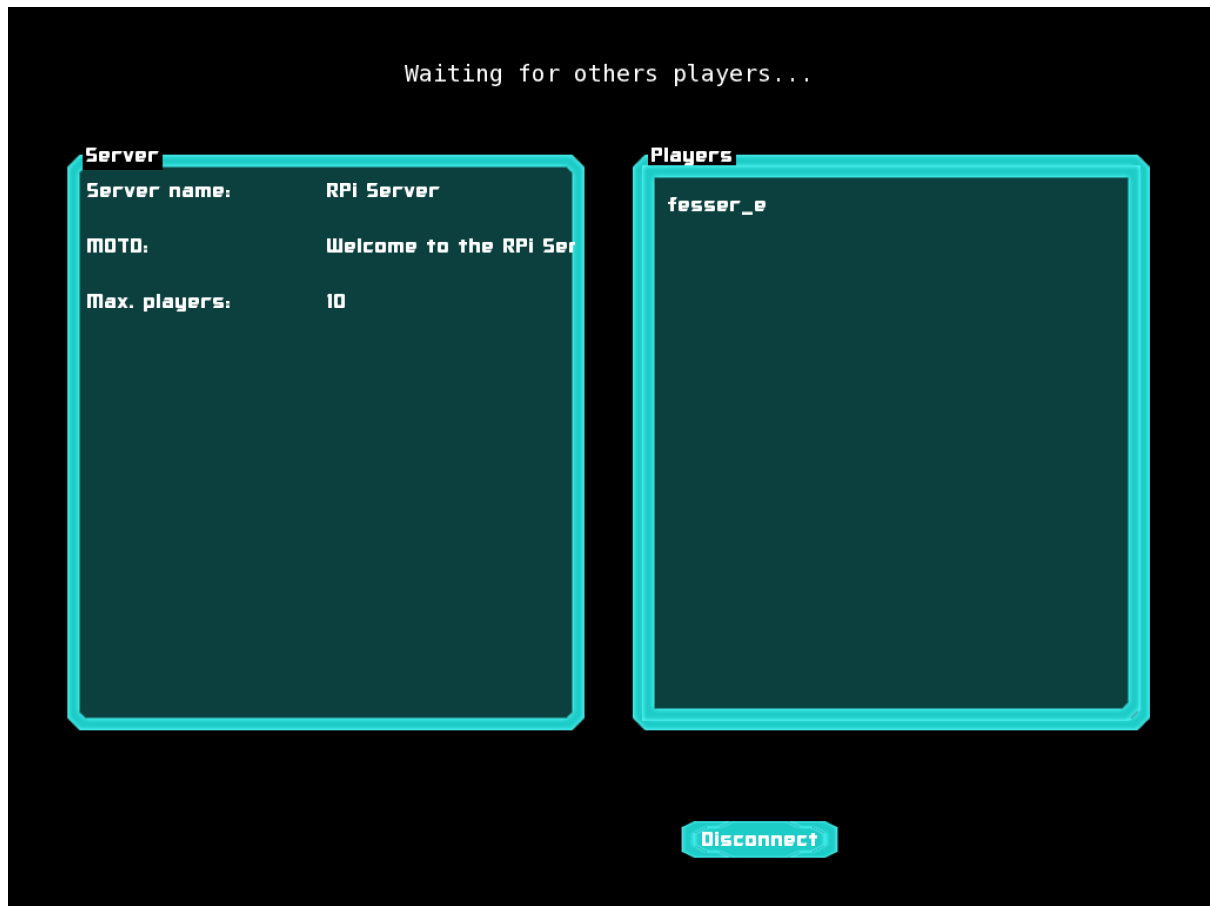 Waiting for others players...
Server
Server name: RPi Server
MOTD: Welcome to the RPi Ser
Max. players: 10
Players
fesser_e
Disconnect